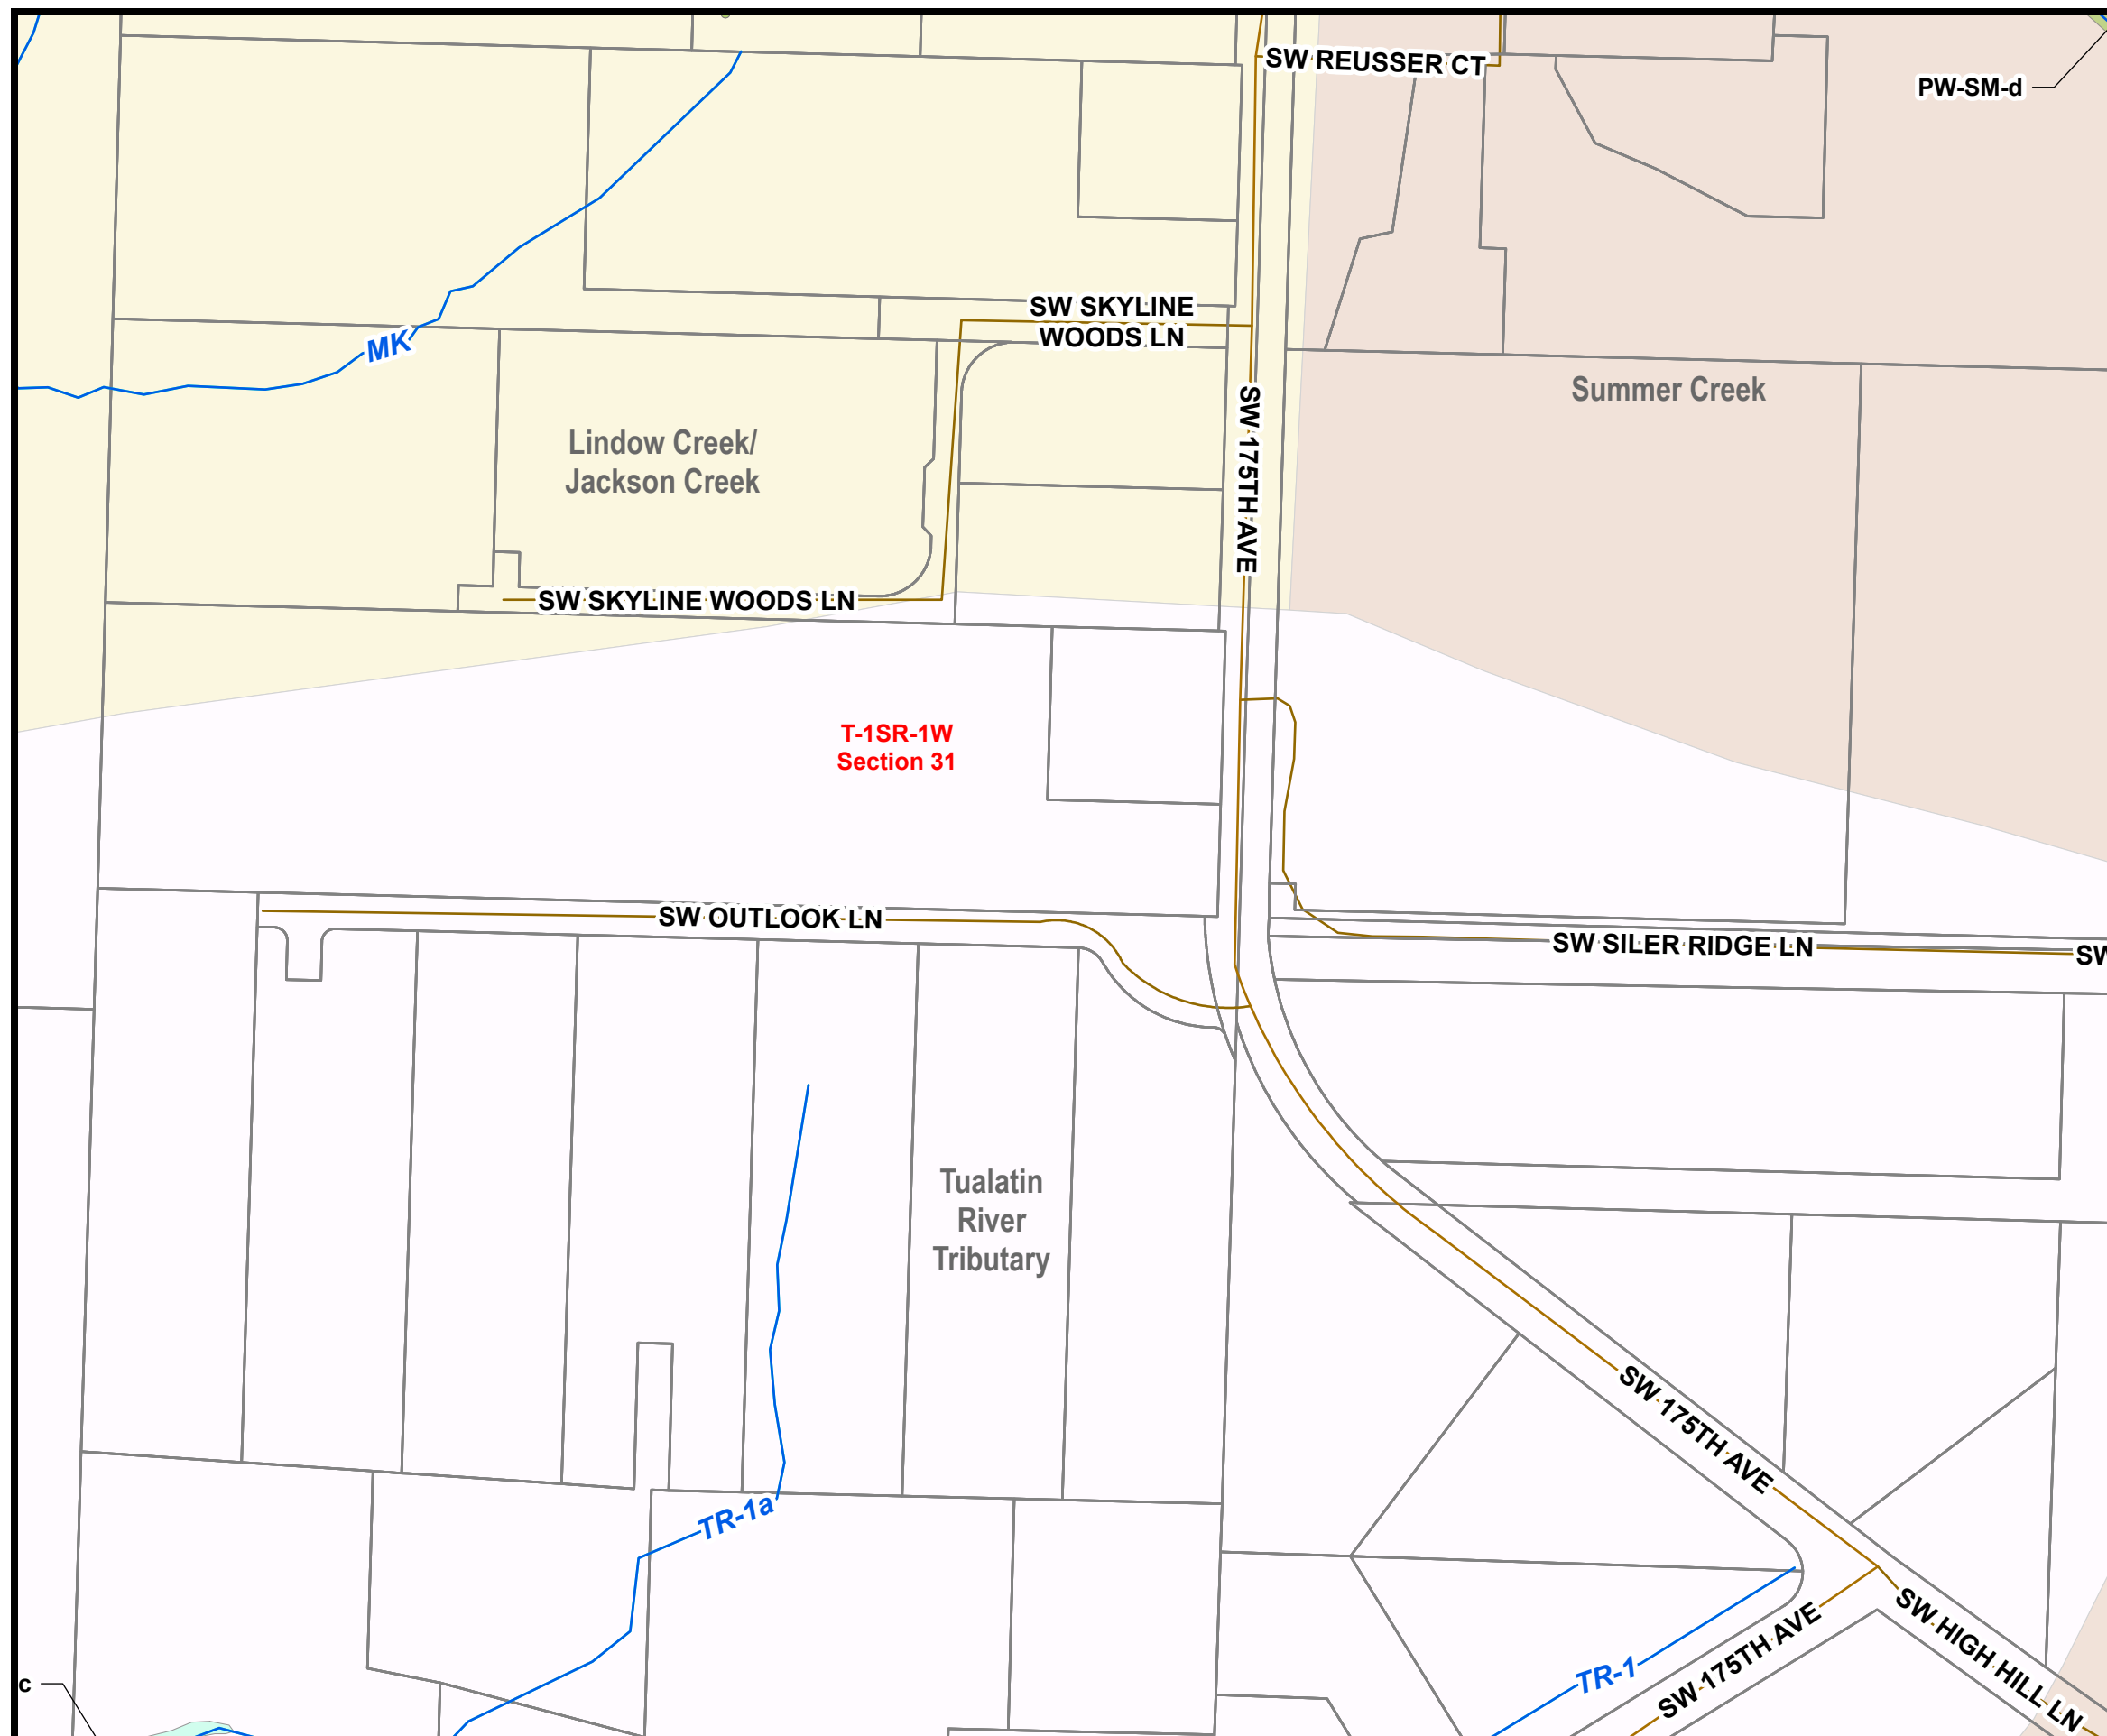 SW REUSSER CT
PW-SM-d
SW SKYLINE
WOODS LN
MK
Summer Creek
SW 175TH AVE
Lindow Creek/
Jackson Creek
SW SKYLINE WOODS LN
T-1SR-1W
Section 31
SW OUTLOOK LN
SW SILER RIDGE LN
SW
Tualatin
River
Tributary
SW 175TH AVE
TR-1a
SW HIGH HILL LN
SW 175TH AVE
TR-1
c